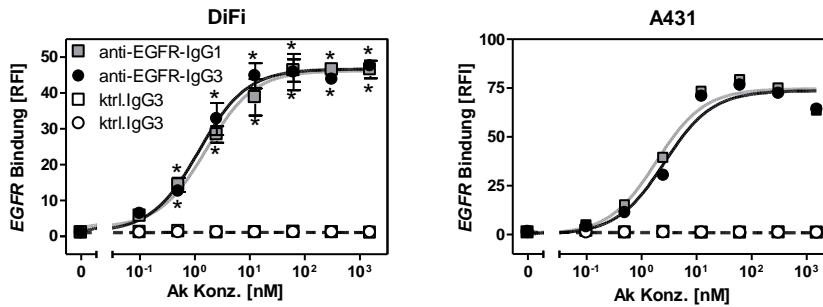 DiFi
EGFR Bindung [RFI]
50
40
30
20
10
0
anti-EGFR-IgG1
anti-EGFR-IgG3
ktrl.IgG3
ktrl.IgG3
* * * * * *
* * * * * *
0 10⁻¹ 10⁰ 10¹ 10² 10³
Ak Konz. [nM]
A431
EGFR Bindung [RFI]
100
75
50
25
0
0 10⁻¹ 10⁰ 10¹ 10² 10³
Ak Konz. [nM]